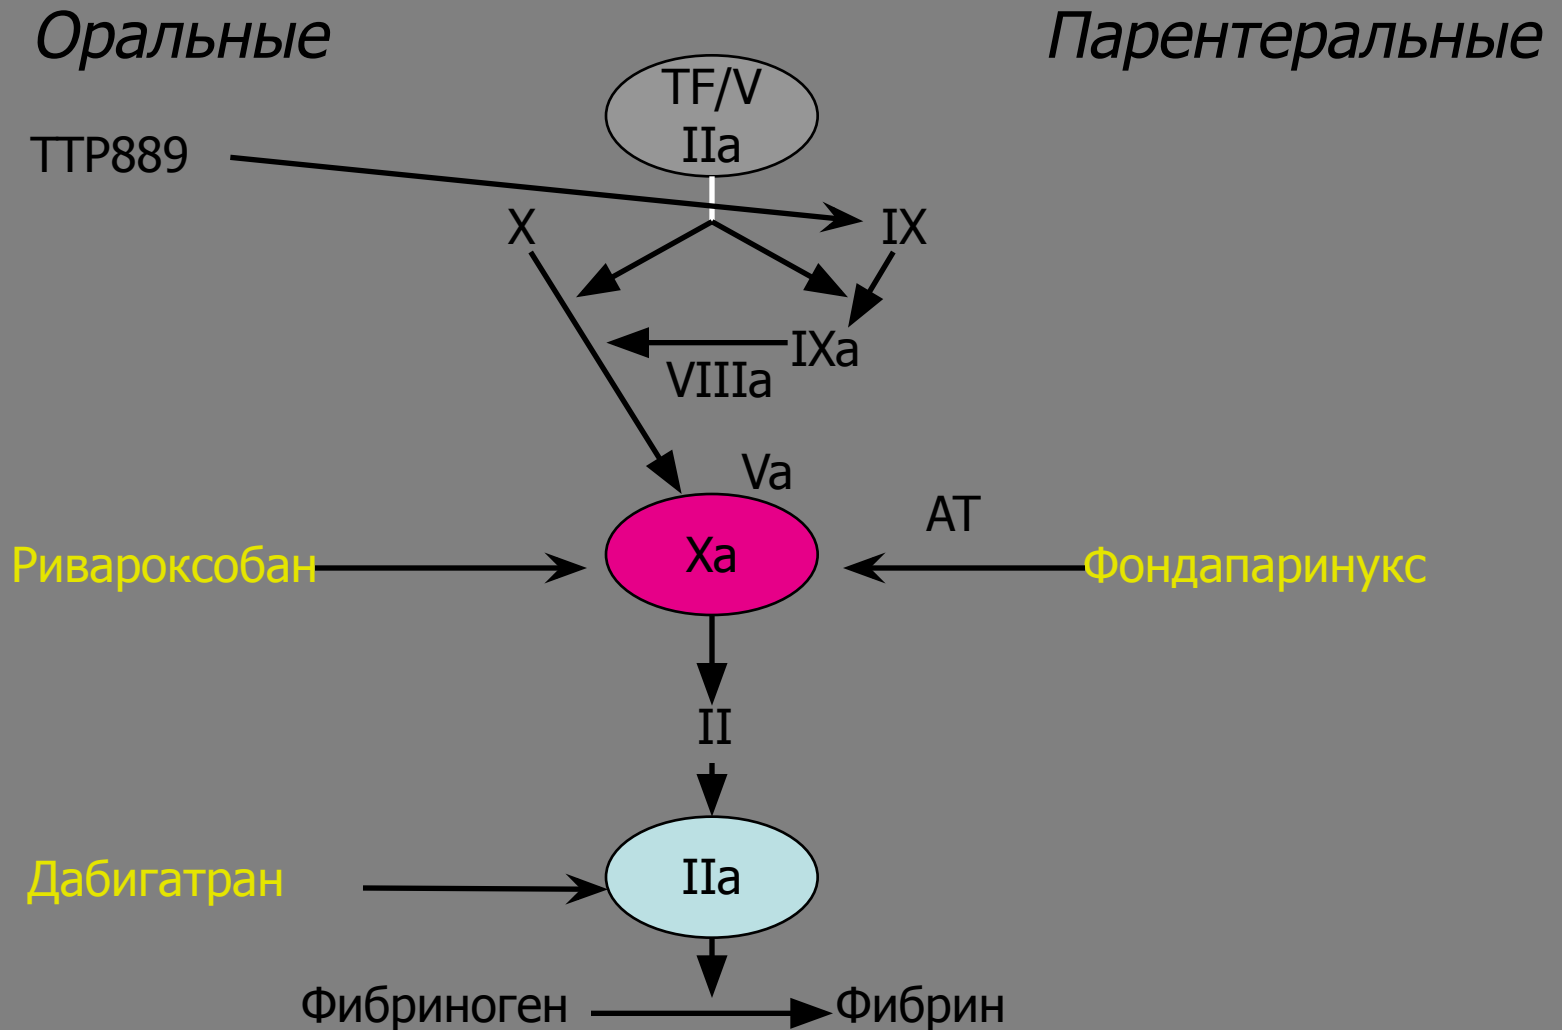 Оральные
Парентеральные
TF/V
IIa
TTP889
X
IX
IXa
VIIIa
Va
AT
Ривароксобан
Xa
Фондапаринукс
II
Дабигатран
IIa
Фибриноген
Фибрин